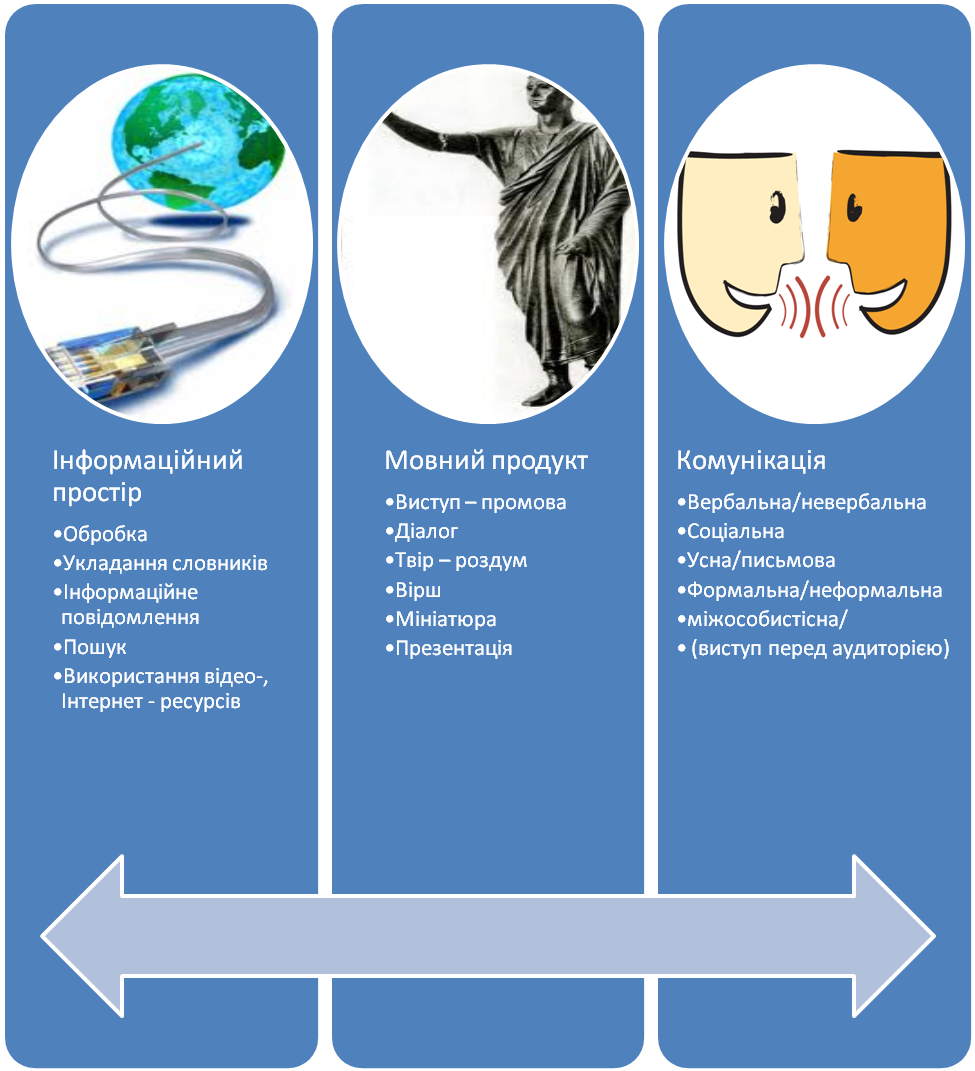 Інформаційний
простір
•Обробка
•Укладання словників
•Інформаційне
повідомлення
•Пошук
•Використання відео-,
Інтернет - ресурсів
Мовний продукт
•Виступ – промова
•Діалог
•Твір – роздум
•Вірш
•Мініатюра
•Презентація
Комунікація
•Вербальна/невербальна
•Соціальна
•Усна/письмова
•Формальна/неформальна
•міжособистісна/
• (виступ перед аудиторією)